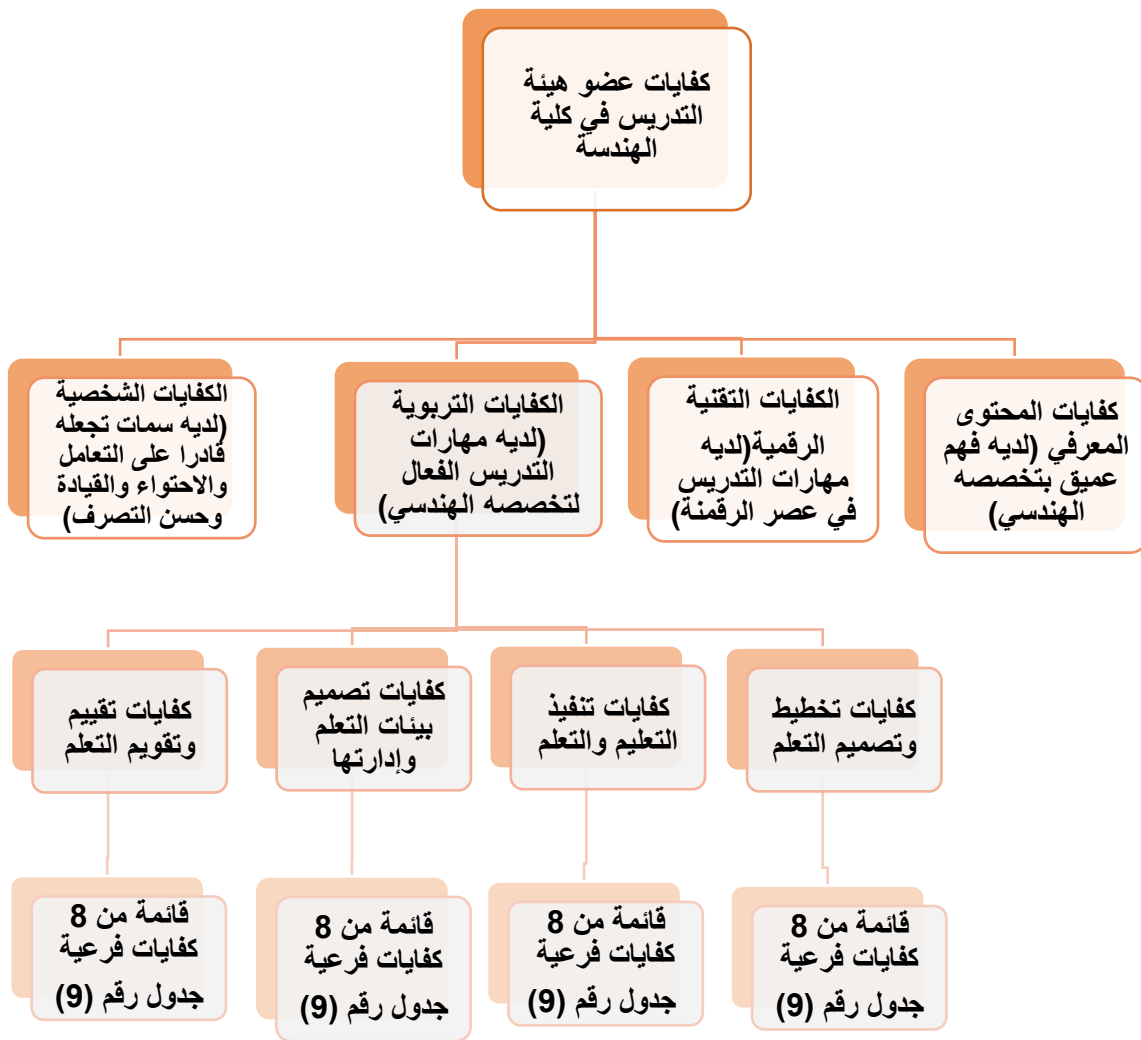 كفايات عضو هيئة
التدريس في كلية
الهندسة
كفايات المحتوى
المعرفي (لديه فهم
عميق بتخصصه
الهندسي)
الكفايات التقنية
الرقمية(لديه
مهارات التدريس
في عصر الرقمنة)
الكفايات التربوية
(لديه مهارات
التدريس الفعال
لتخصصه الهندسي)
الكفايات الشخصية
(لديه سمات تجعله
قادرا على التعامل
والاحتواء والقيادة
وحسن التصرف)
كفايات تخطيط
وتصميم التعلم
كفايات تنفيذ
التعليم والتعلم
كفايات تصميم
بيئات التعلم
وإدارتها
كفايات تقييم
وتقويم التعلم
قائمة من 8
كفايات فرعية
جدول رقم (9)
قائمة من 8
كفايات فرعية
جدول رقم (9)
قائمة من 8
كفايات فرعية
جدول رقم (9)
قائمة من 8
كفايات فرعية
جدول رقم (9)